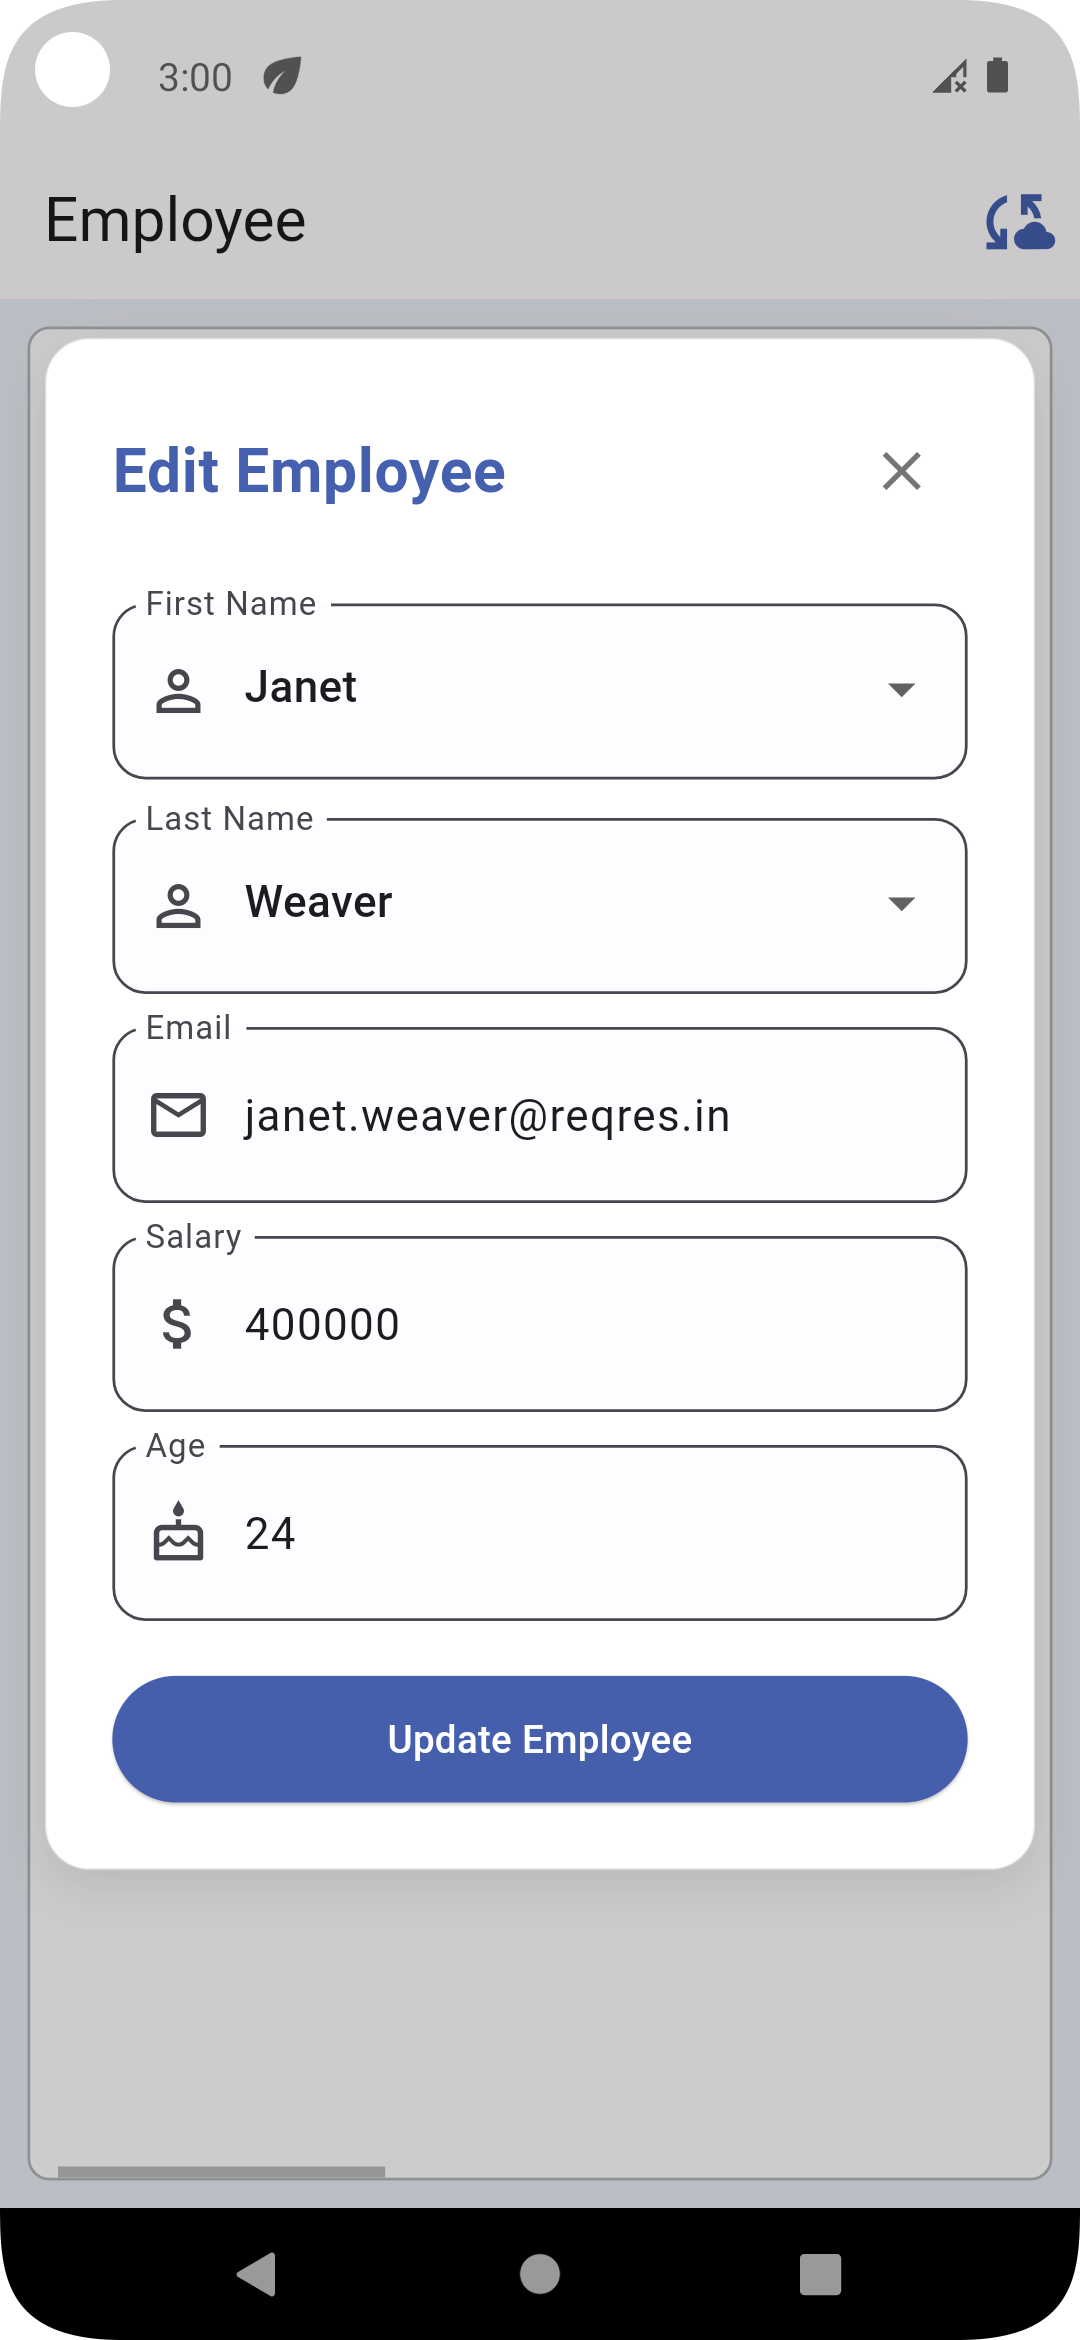 3:00
Employee
Edit Employee
First Name
Janet
Last Name
Weaver
Email
janet.weaver@reqres.in
Salary
400000
Age
24
Update Employee